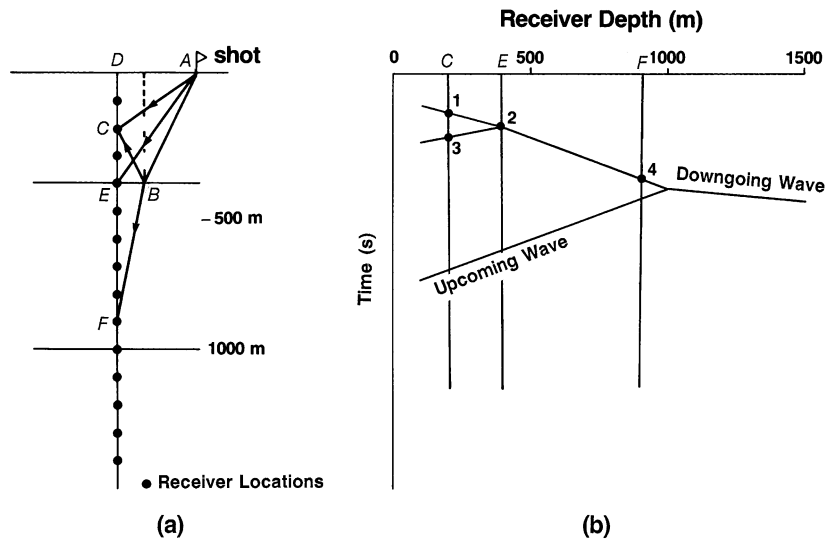 D
A
shot
C
E
B
– 500 m
F
1000 m
Receiver Locations
(a)
Receiver Depth (m)
0
C
E
500
F
1000
1500
1
2
3
4
Downgoing Wave
Upcoming Wave
Time (s)
(b)